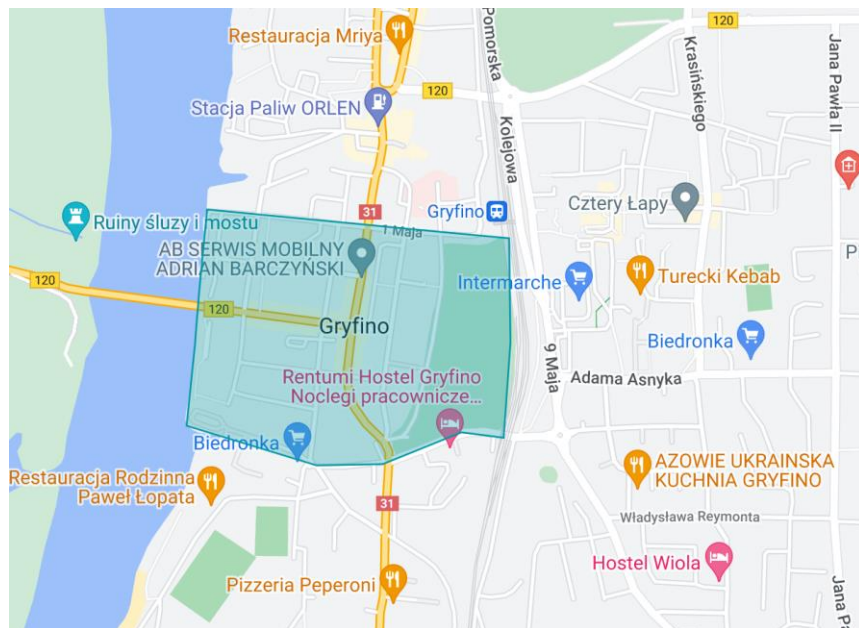 Restauracja Mriya
120
Pomorska
Krasińskiego
Jana Pawła II
Stacja Paliw ORLEN
120
Kolejowa
31
Gryfino
Cztery Łapy
Ruiny śluzy i mostu
1 Maja
AB SERWIS MOBILNY
ADRIAN BARCZYŃSKI
P
120
Intermarche
Turecki Kebab
120
Gryfino
Biedronka
9 Maja
Rentumi Hostel Gryfino
Noclegi pracownicze...
Adama Asnyka
Biedronka
Restauracja Rodzinna
Paweł Łopata
AZOWIE UKRAINSKA
KUCHNIA GRYFINO
31
Władysława Reymonta
Hostel Wiola
Pizzeria Peperoni
Jana Pa